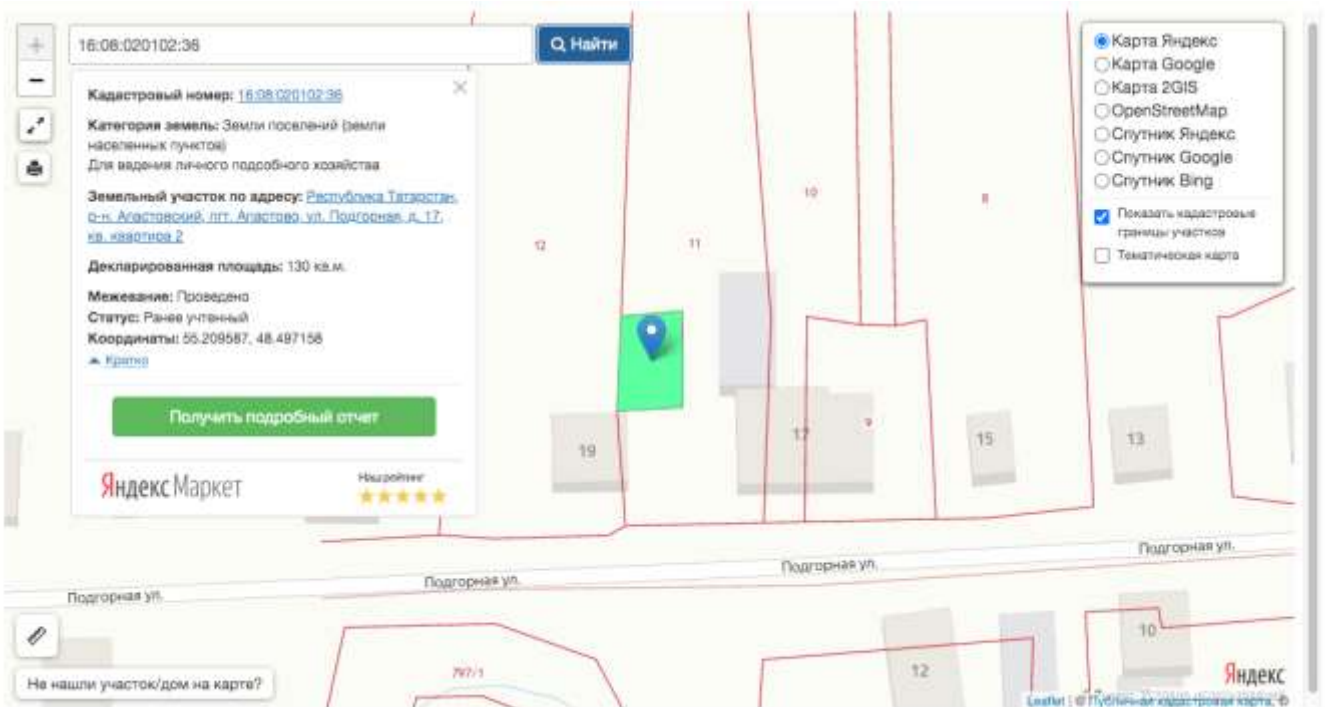 16:08:020102:36
Найти
Кадастровый номер: 16:08:020102:36
Категория земель: Земли поселений (земли
населенных пунктов)
Для ведения личного подсобного хозяйства
Земельный участок по адресу: Республика Татарстан,
р-н. Апастовский, пгт. Апастово, ул. Подгорная, д. 17,
кв. квартира 2
Декларированная площадь: 130 кв.м.
Межевание: Проведено
Статус: Ранее учтенный
Координаты: 55.209587, 48.497158
Кратко
Получить подробный отчет
Яндекс Маркет
Наш рейтинг
Карта Яндекс
Карта Google
Карта 2GIS
OpenStreetMap
Спутник Яндекс
Спутник Google
Спутник Bing
Показать кадастровые
границы участков
Тематическая карта
10
8
12
11
19
17
9
15
13
Подгорная ул.
Подгорная ул.
Подгорная ул.
Подгорная ул.
797/1
12
10
Не нашли участок/дом на карте?
Яндекс
Leaflet | © Публичная кадастровая карта, ©